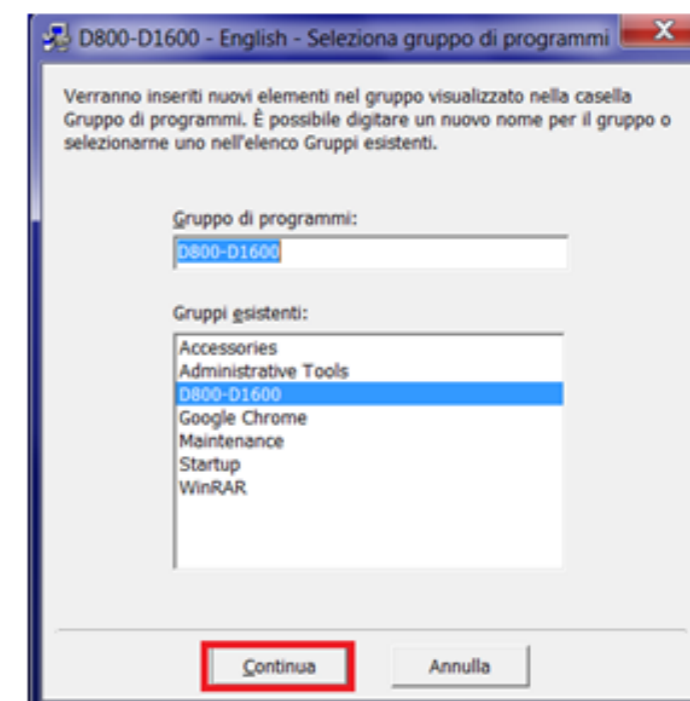 D800-D1600 - English - Seleziona gruppo di programmi
Verranno inseriti nuovi elementi nel gruppo visualizzato nella casella
Gruppo di programmi. È possibile digitare un nuovo nome per il gruppo o
selezionarne uno nell'elenco Gruppi esistenti.
Gruppo di programmi:
D800-D1600
Gruppi esistenti:
Accessories
Administrative Tools
D800-D1600
Google Chrome
Maintenance
Startup
WinRAR
Continua
Annulla